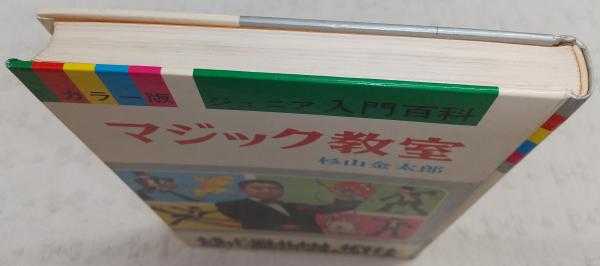 カラー版
ジュニア入門百科
マジック教室
杉山金太郎